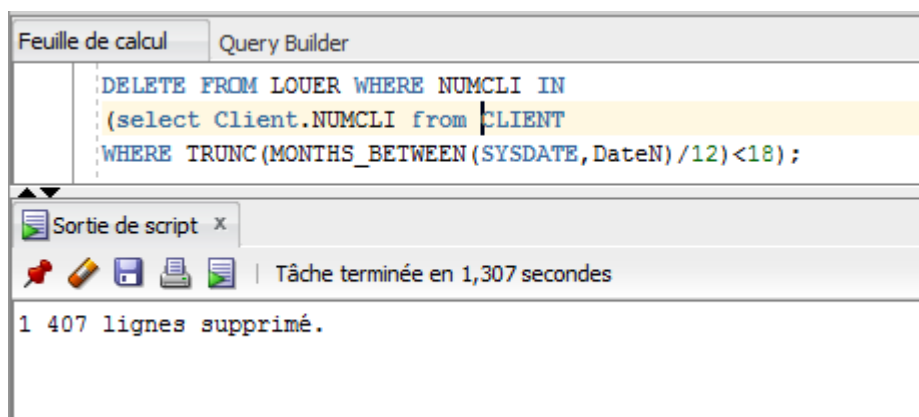 Feuille de calcul Query Builder
DELETE FROM LOUER WHERE NUMCLI IN
(select Client.NUMCLI from CLIENT
WHERE TRUNC(MONTHS_BETWEEN(SYSDATE,DateN)/12)<18);
Sortie de script x
Tâche terminée en 1,307 secondes
1 407 lignes supprimé.